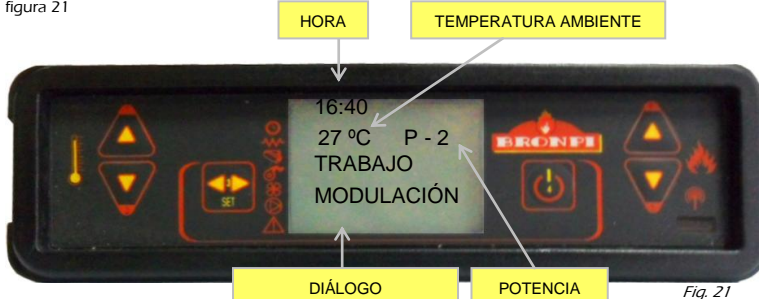 figura 21
HORA
TEMPERATURA AMBIENTE
16:40
27 ºC P - 2
TRABAJO
MODULACIÓN
BRONPI
SET
DIÁLOGO
POTENCIA
Fig. 21